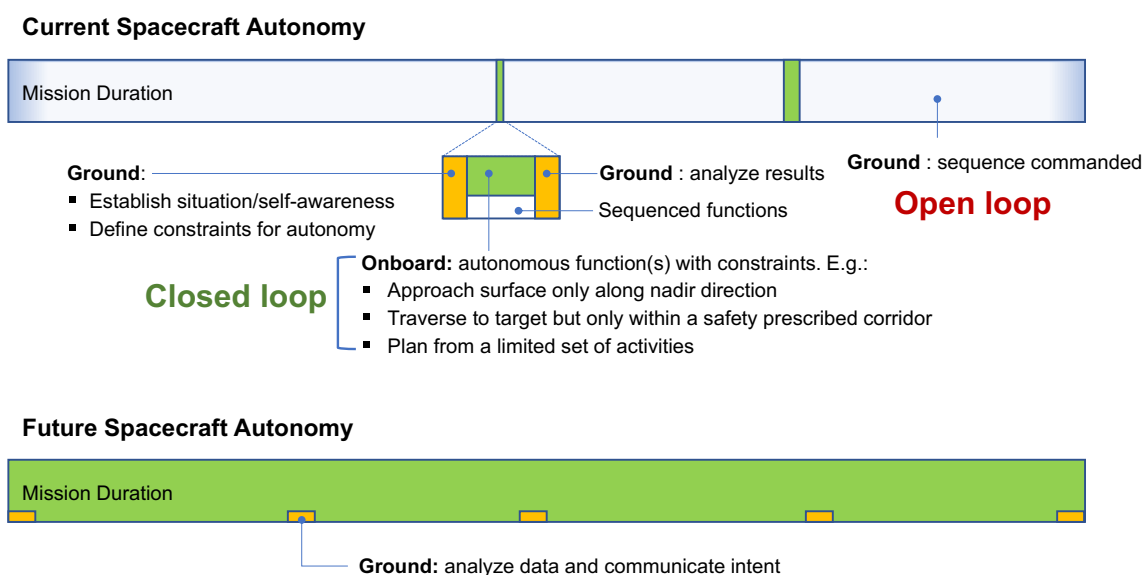 Current Spacecraft Autonomy
Mission Duration
Ground:
▪ Establish situation/self-awareness
▪ Define constraints for autonomy
Ground : analyze results
Sequenced functions
Ground : sequence commanded
Open loop
Closed loop
Onboard: autonomous function(s) with constraints. E.g.:
▪ Approach surface only along nadir direction
▪ Traverse to target but only within a safety prescribed corridor
▪ Plan from a limited set of activities
Future Spacecraft Autonomy
Mission Duration
Ground: analyze data and communicate intent